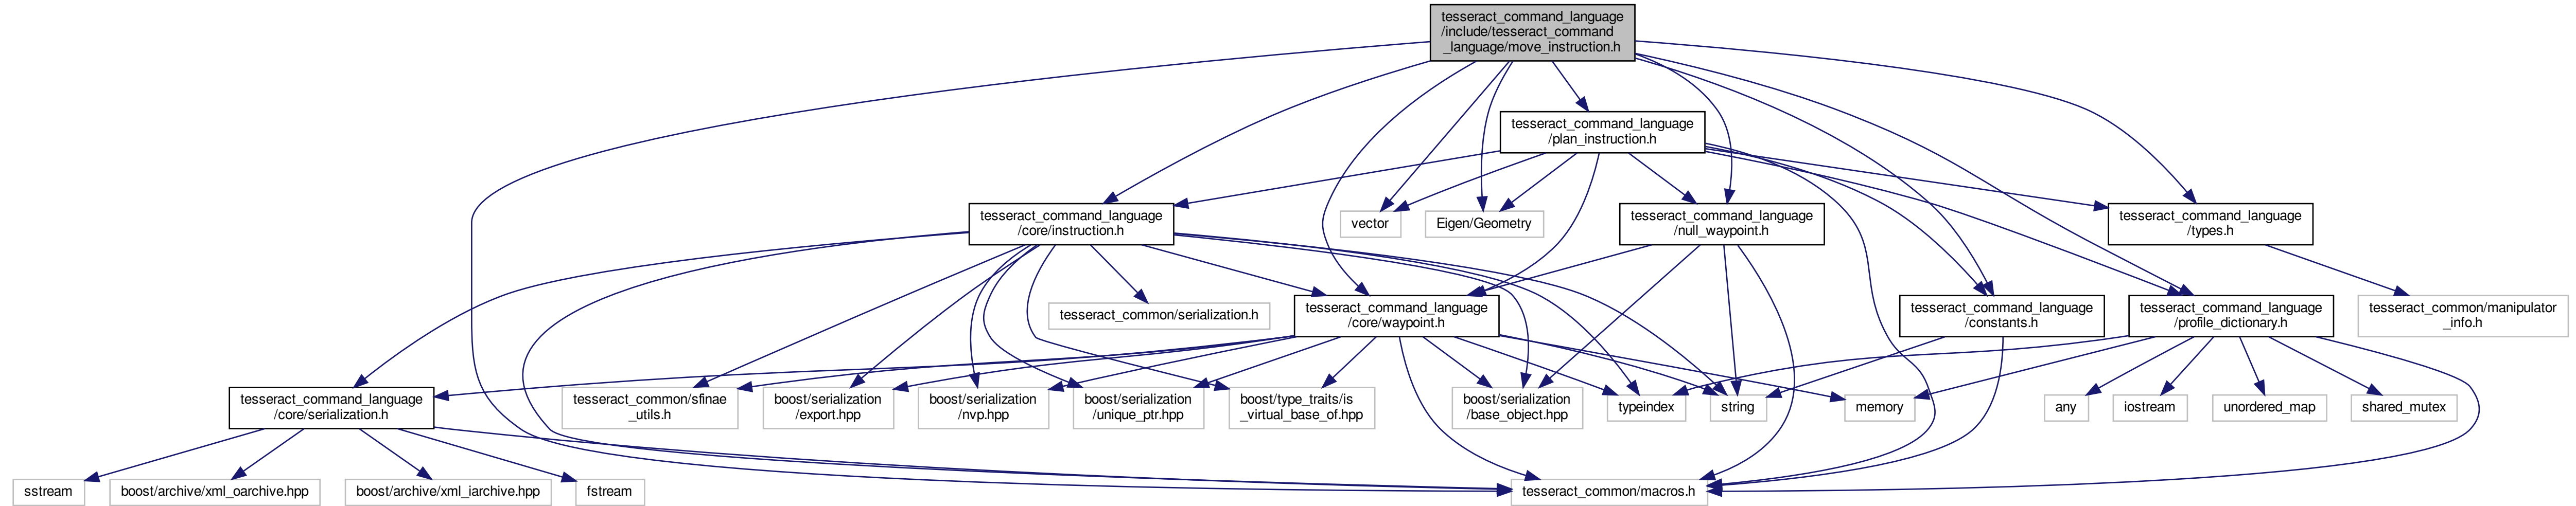 tesseract_command_language
/include/tesseract_command
_language/move_instruction.h
tesseract_command_language
/plan_instruction.h
tesseract_command_language
/core/instruction.h
vector
Eigen/Geometry
tesseract_command_language
/null_waypoint.h
tesseract_command_language
/types.h
tesseract_common/serialization.h
tesseract_command_language
/core/waypoint.h
tesseract_command_language
/constants.h
tesseract_command_language
/profile_dictionary.h
tesseract_common/manipulator
_info.h
tesseract_command_language
/core/serialization.h
tesseract_common/sfinae
_utils.h
boost/serialization
/export.hpp
boost/serialization
/nvp.hpp
boost/serialization
/unique_ptr.hpp
boost/type_traits/is
_virtual_base_of.hpp
boost/serialization
/base_object.hpp
typeindex
string
memory
any
iostream
unordered_map
shared_mutex
sstream
boost/archive/xml_oarchive.hpp
boost/archive/xml_iarchive.hpp
fstream
tesseract_common/macros.h